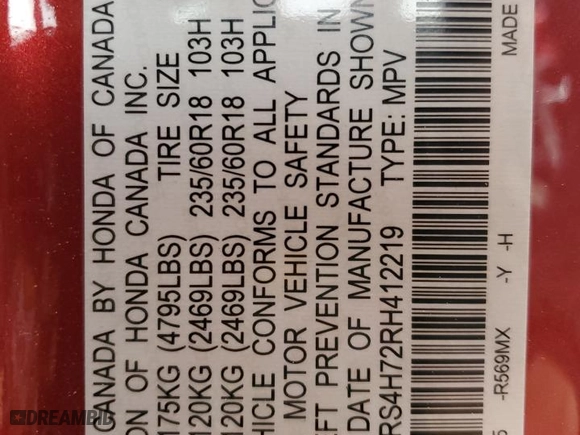 CANADA BY HONDA OF CANADA
ON OF HONDA CANADA INC.
175KG (4795LBS) TIRE SIZE
120KG (2469LBS) 235/60R18 103H
120KG (2469LBS) 235/60R18 103H
HICLE CONFORMS TO ALL APPLIC
MOTOR VEHICLE SAFETY
EFT PREVENTION STANDARDS IN
DATE OF MANUFACTURE SHOWN
RS4H72RH412219 TYPE: MPV
-R569MX -Y -H
MADE
DREAMBID